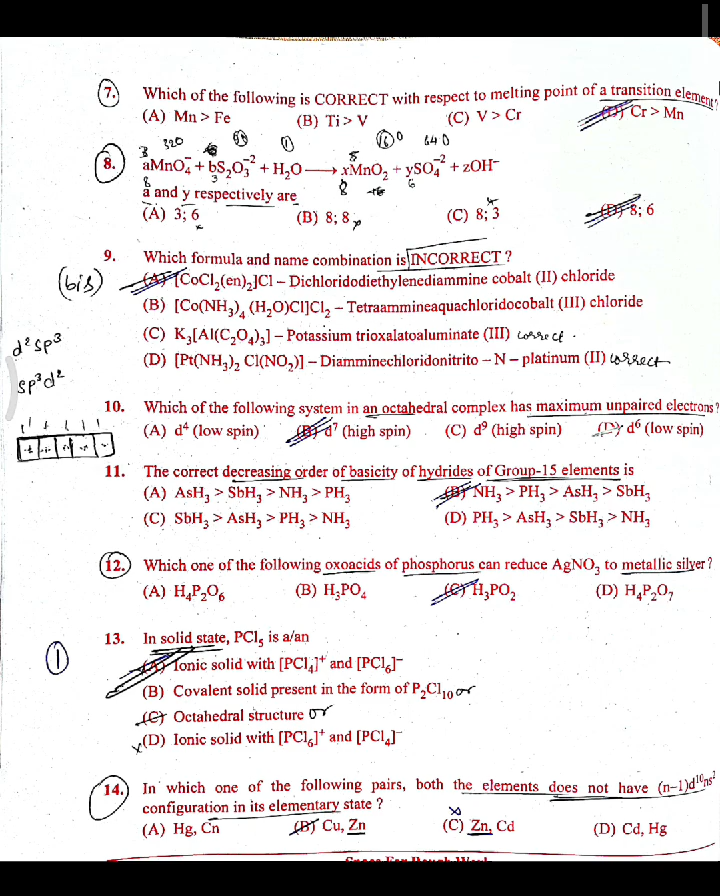 7. Which of the following is CORRECT with respect to melting point of a transition element?
(A) Mn > Fe (B) Ti > V (C) V > Cr (D) Cr > Mn
3 320 (1) 0 640
8. aMnO₄⁻ + bS₂O₃⁻² + H₂O ⟶ xMnO₂ + ySO₄⁻² + zOH⁻
8 3 8 6
a and y respectively are
(A) 3; 6 (B) 8; 8 (C) 8; 3 (D) 8; 6
9. Which formula and name combination is INCORRECT ?
(bis) (A) [CoCl₂(en)₂]Cl – Dichloridodiethylenediammine cobalt (II) chloride
(B) [Co(NH₃)₄ (H₂O)Cl]Cl₂ – Tetraammineaquachloridocobalt (III) chloride
(C) K₃[Al(C₂O₄)₃] – Potassium trioxalatoaluminate (III) correct .
d²sp³
(D) [Pt(NH₃)₂ Cl(NO₂)] – Diamminechloridonitrito – N – platinum (II) correct
sp³d²
10. Which of the following system in an octahedral complex has maximum unpaired electrons?
(A) d⁴ (low spin) (B) d⁷ (high spin) (C) d⁹ (high spin) (D) d⁶ (low spin)
11. The correct decreasing order of basicity of hydrides of Group-15 elements is
(A) AsH₃ > SbH₃ > NH₃ > PH₃ (B) NH₃ > PH₃ > AsH₃ > SbH₃
(C) SbH₃ > AsH₃ > PH₃ > NH₃ (D) PH₃ > AsH₃ > SbH₃ > NH₃
12. Which one of the following oxoacids of phosphorus can reduce AgNO₃ to metallic silver ?
(A) H₄P₂O₆ (B) H₃PO₄ (C) H₃PO₂ (D) H₄P₂O₇
13. In solid state, PCl₅ is a/an
(1) (A) Ionic solid with [PCl₄]⁺ and [PCl₆]⁻
(B) Covalent solid present in the form of P₂Cl₁₀ or
(C) Octahedral structure or
(D) Ionic solid with [PCl₆]⁺ and [PCl₄]⁻
14. In which one of the following pairs, both the elements does not have (n–1)d¹⁰ns²
configuration in its elementary state ?
(A) Hg, Cn (B) Cu, Zn (C) Zn, Cd (D) Cd, Hg